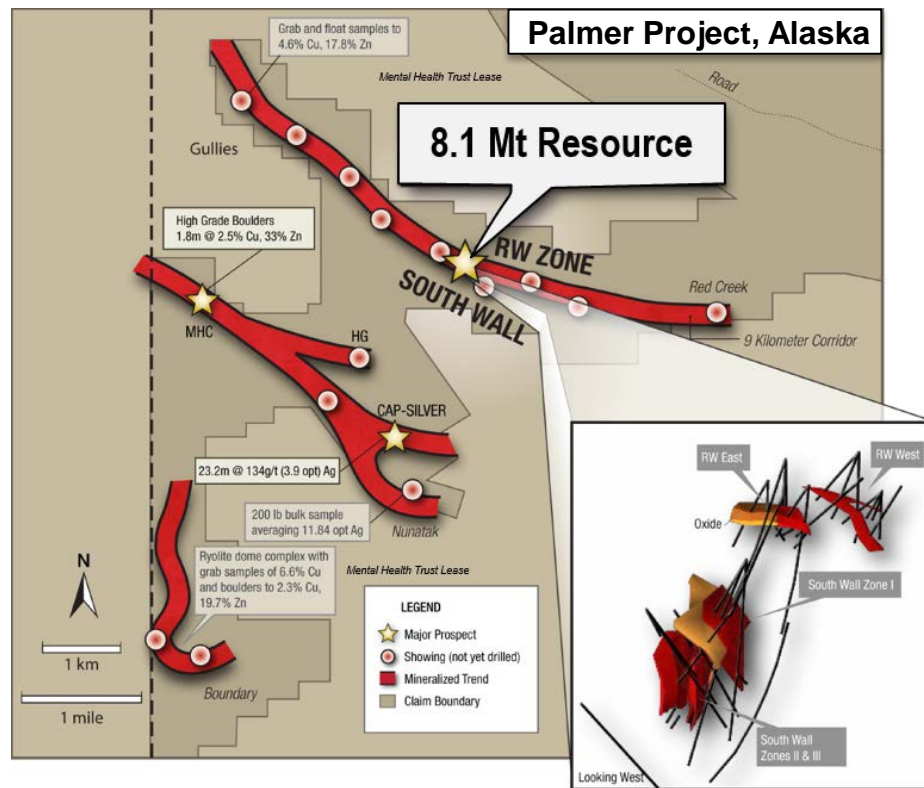 Palmer Project, Alaska
Grab and float samples to
4.6% Cu, 17.8% Zn
Mental Health Trust Lease
Road
Gullies
8.1 Mt Resource
High Grade Boulders
1.8m @ 2.5% Cu, 33% Zn
RW ZONE
SOUTH WALL
Red Creek
MHC
HG
9 Kilometer Corridor
CAP-SILVER
23.2m @ 134g/t (3.9 opt) Ag
200 lb bulk sample
averaging 11.84 opt Ag
Nunatak
Ryolite dome complex with
grab samples of 6.6% Cu
and boulders to 2.3% Cu,
19.7% Zn
Mental Health Trust Lease
N
1 km
1 mile
Boundary
LEGEND
Major Prospect
Showing (not yet drilled)
Mineralized Trend
Claim Boundary
RW East
RW West
Oxide
South Wall Zone I
South Wall
Zones II & III
Looking West